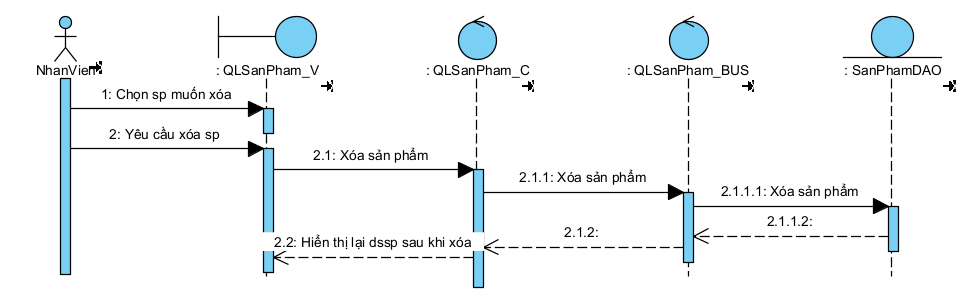 NhanVien
: QLSanPham_V
: QLSanPham_C
: QLSanPham_BUS
: SanPhamDAO
1: Chọn sp muốn xóa
2: Yêu cầu xóa sp
2.1: Xóa sản phẩm
2.1.1: Xóa sản phẩm
2.1.1.1: Xóa sản phẩm
2.1.1.2:
2.1.2:
2.2: Hiển thị lại dssp sau khi xóa